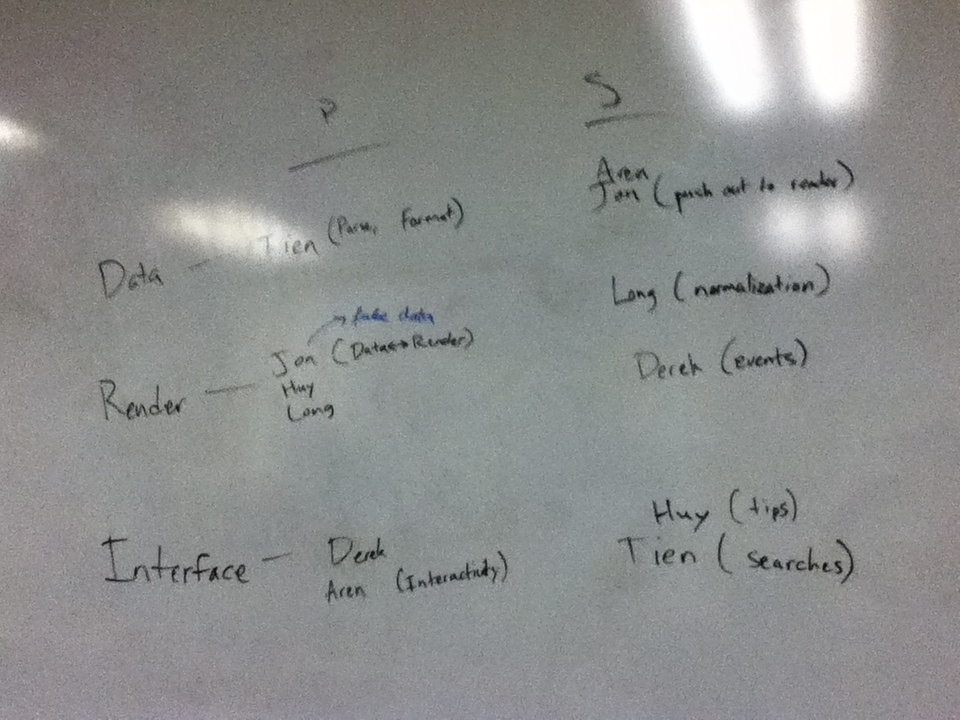 P S
Aren
Jon (push out to render)
Data - Tien (Parse, Format)
Long (normalization)
→ fake data
Jon (Data↔Render)
Derek (events)
Render - Huy
Long
Huy (tips)
Interface - Derek
Tien (searches)
Aren (Interactivity)